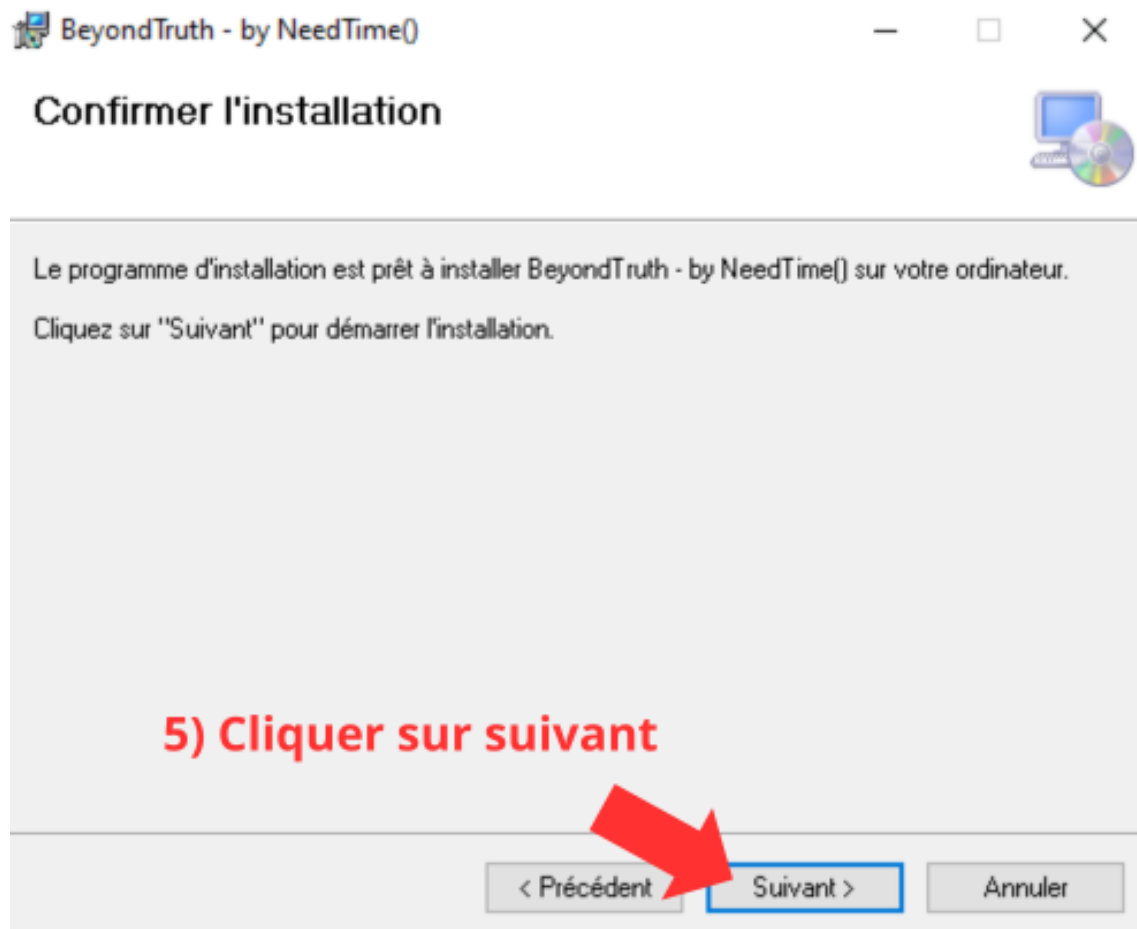 BeyondTruth - by NeedTime()
Confirmer l'installation
Le programme d'installation est prêt à installer BeyondTruth - by NeedTime() sur votre ordinateur.
Cliquez sur "Suivant" pour démarrer l'installation.
5) Cliquer sur suivant
< Précédent
Suivant >
Annuler